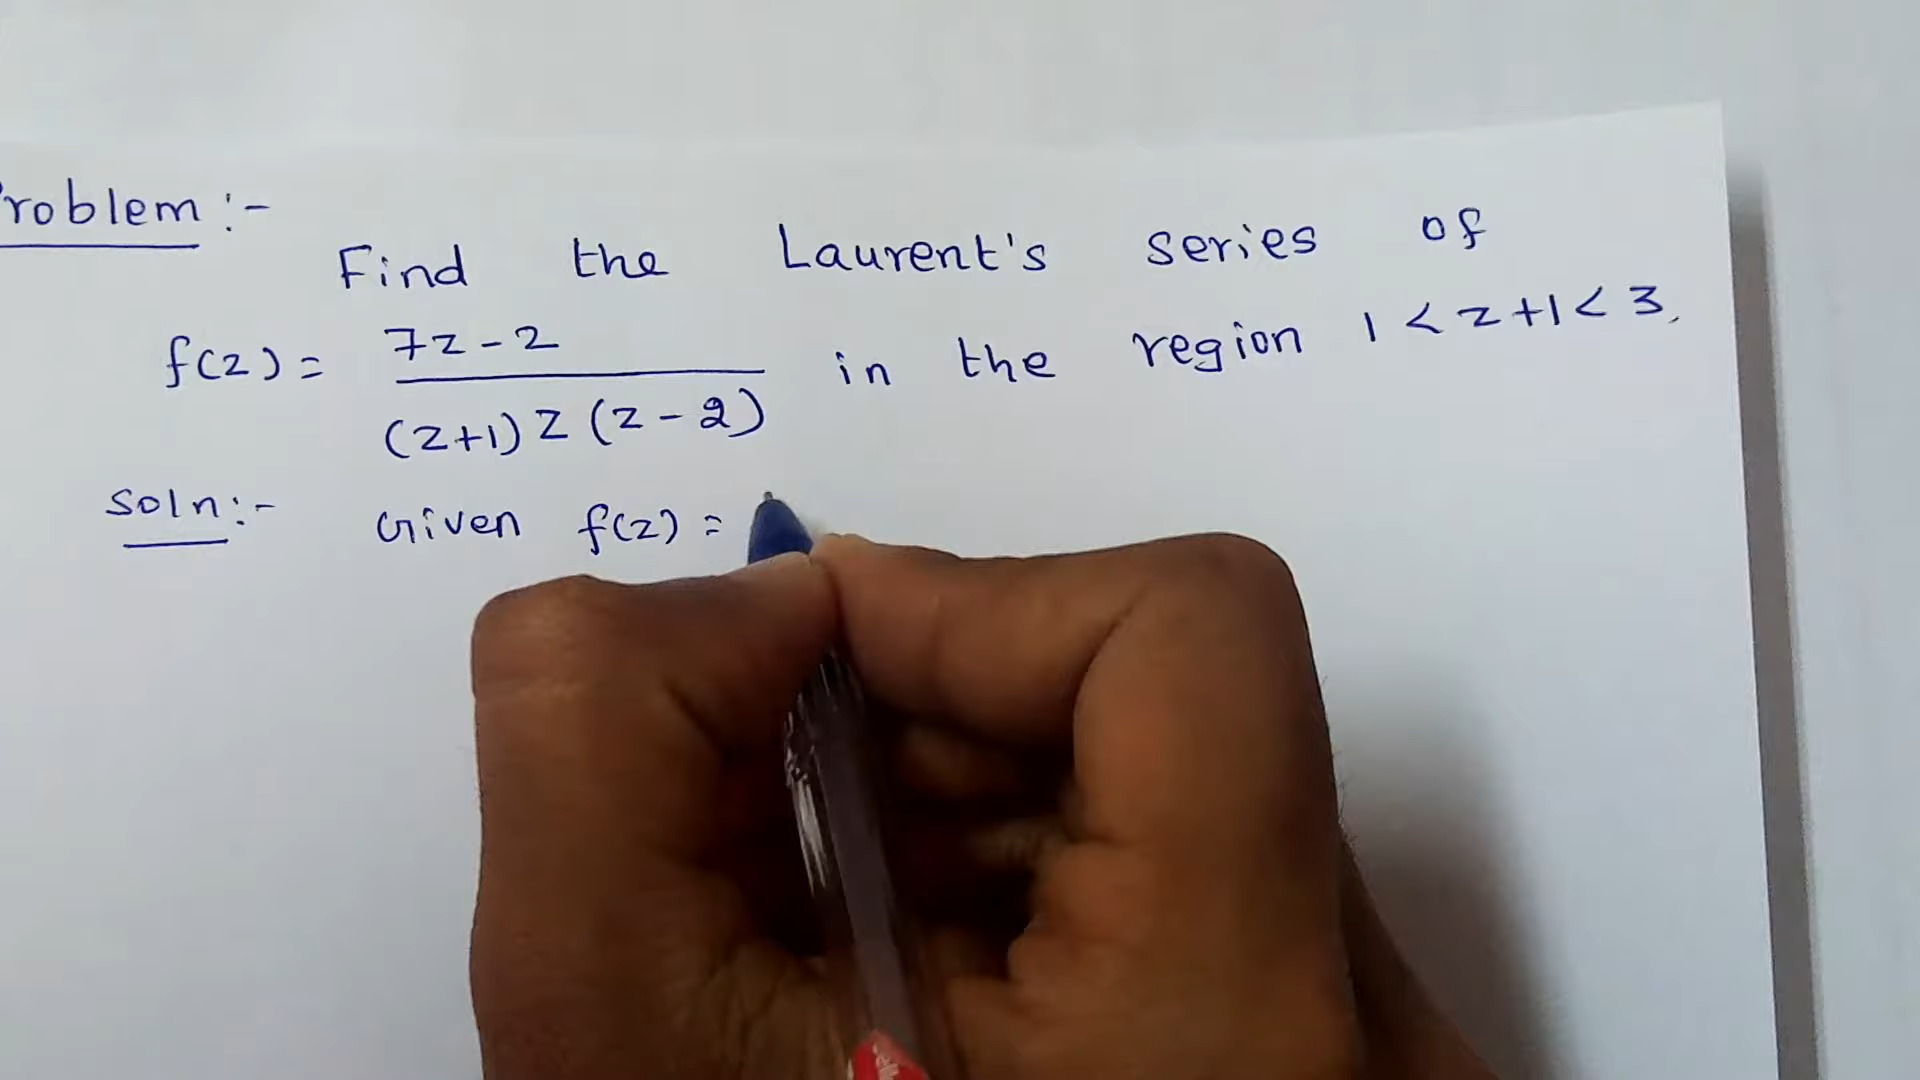 roblem :-
Find the Laurent's series of
f(z) = 7z - 2 / (z+1) z (z - 2) in the region 1 < z+1 < 3.
Soln:- Given f(z) =